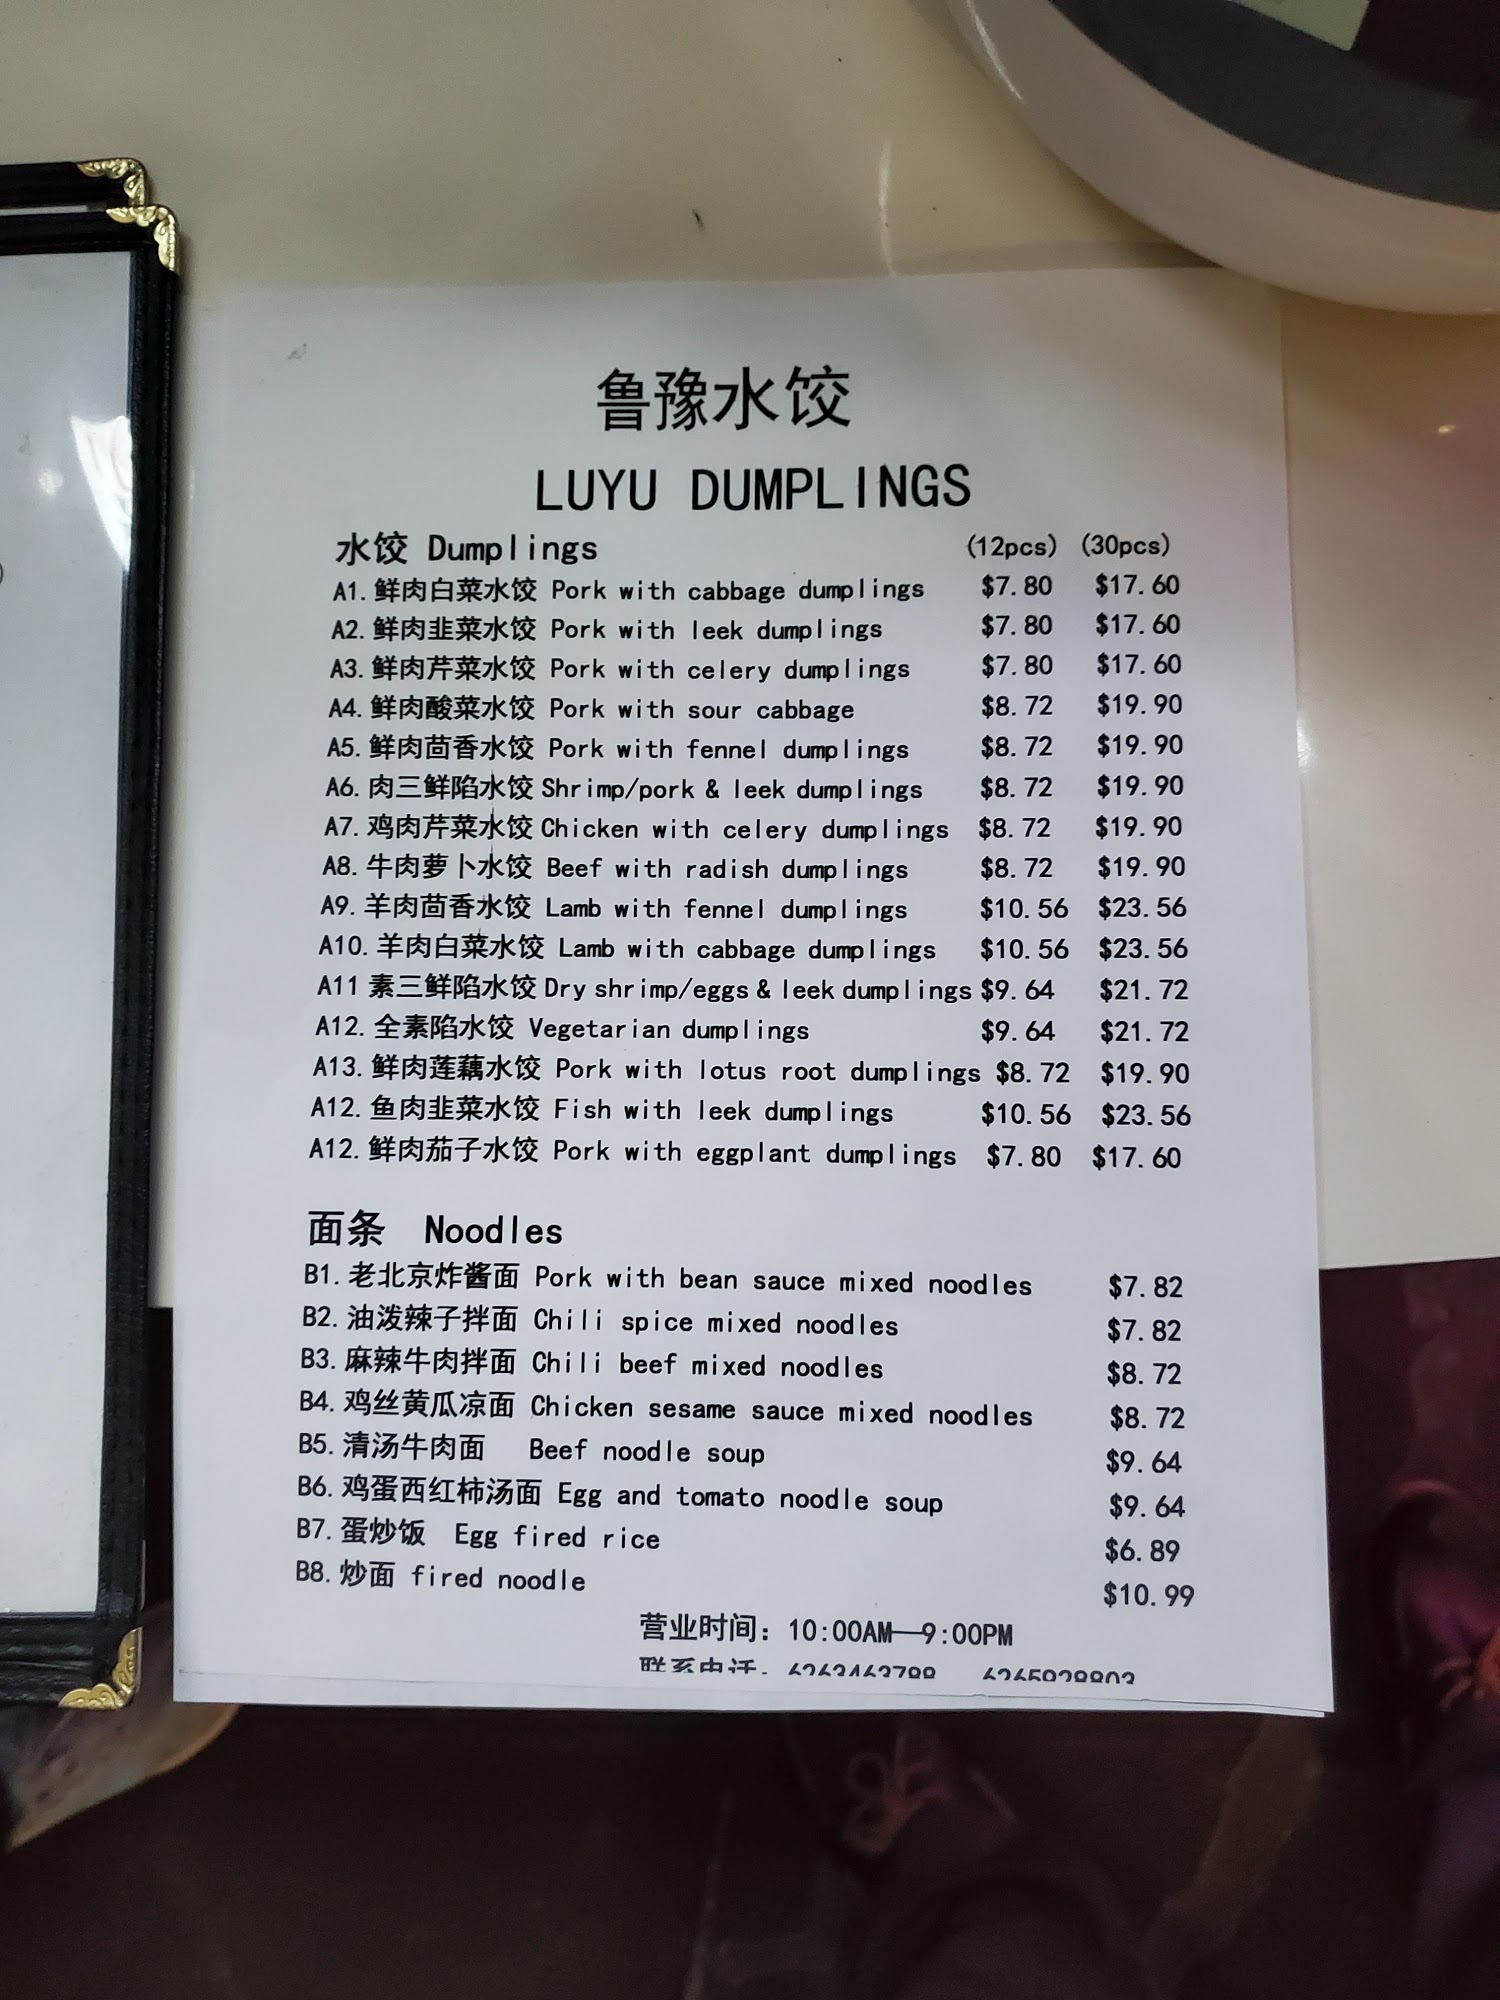 鲁豫水饺
LUYU DUMPLINGS
水饺 Dumplings (12pcs) (30pcs)
A1. 鲜肉白菜水饺 Pork with cabbage dumplings $7.80 $17.60
A2. 鲜肉韭菜水饺 Pork with leek dumplings $7.80 $17.60
A3. 鲜肉芹菜水饺 Pork with celery dumplings $7.80 $17.60
A4. 鲜肉酸菜水饺 Pork with sour cabbage $8.72 $19.90
A5. 鲜肉茴香水饺 Pork with fennel dumplings $8.72 $19.90
A6. 肉三鲜陷水饺 Shrimp/pork & leek dumplings $8.72 $19.90
A7. 鸡肉芹菜水饺 Chicken with celery dumplings $8.72 $19.90
A8. 牛肉萝卜水饺 Beef with radish dumplings $8.72 $19.90
A9. 羊肉茴香水饺 Lamb with fennel dumplings $10.56 $23.56
A10. 羊肉白菜水饺 Lamb with cabbage dumplings $10.56 $23.56
A11 素三鲜陷水饺 Dry shrimp/eggs & leek dumplings $9.64 $21.72
A12. 全素陷水饺 Vegetarian dumplings $9.64 $21.72
A13. 鲜肉莲藕水饺 Pork with lotus root dumplings $8.72 $19.90
A12. 鱼肉韭菜水饺 Fish with leek dumplings $10.56 $23.56
A12. 鲜肉茄子水饺 Pork with eggplant dumplings $7.80 $17.60
面条 Noodles
B1. 老北京炸酱面 Pork with bean sauce mixed noodles $7.82
B2. 油泼辣子拌面 Chili spice mixed noodles $7.82
B3. 麻辣牛肉拌面 Chili beef mixed noodles $8.72
B4. 鸡丝黄瓜凉面 Chicken sesame sauce mixed noodles $8.72
B5. 清汤牛肉面 Beef noodle soup $9.64
B6. 鸡蛋西红柿汤面 Egg and tomato noodle soup $9.64
B7. 蛋炒饭 Egg fired rice $6.89
B8. 炒面 fired noodle $10.99
营业时间：10:00AM—9:00PM
联系电话：